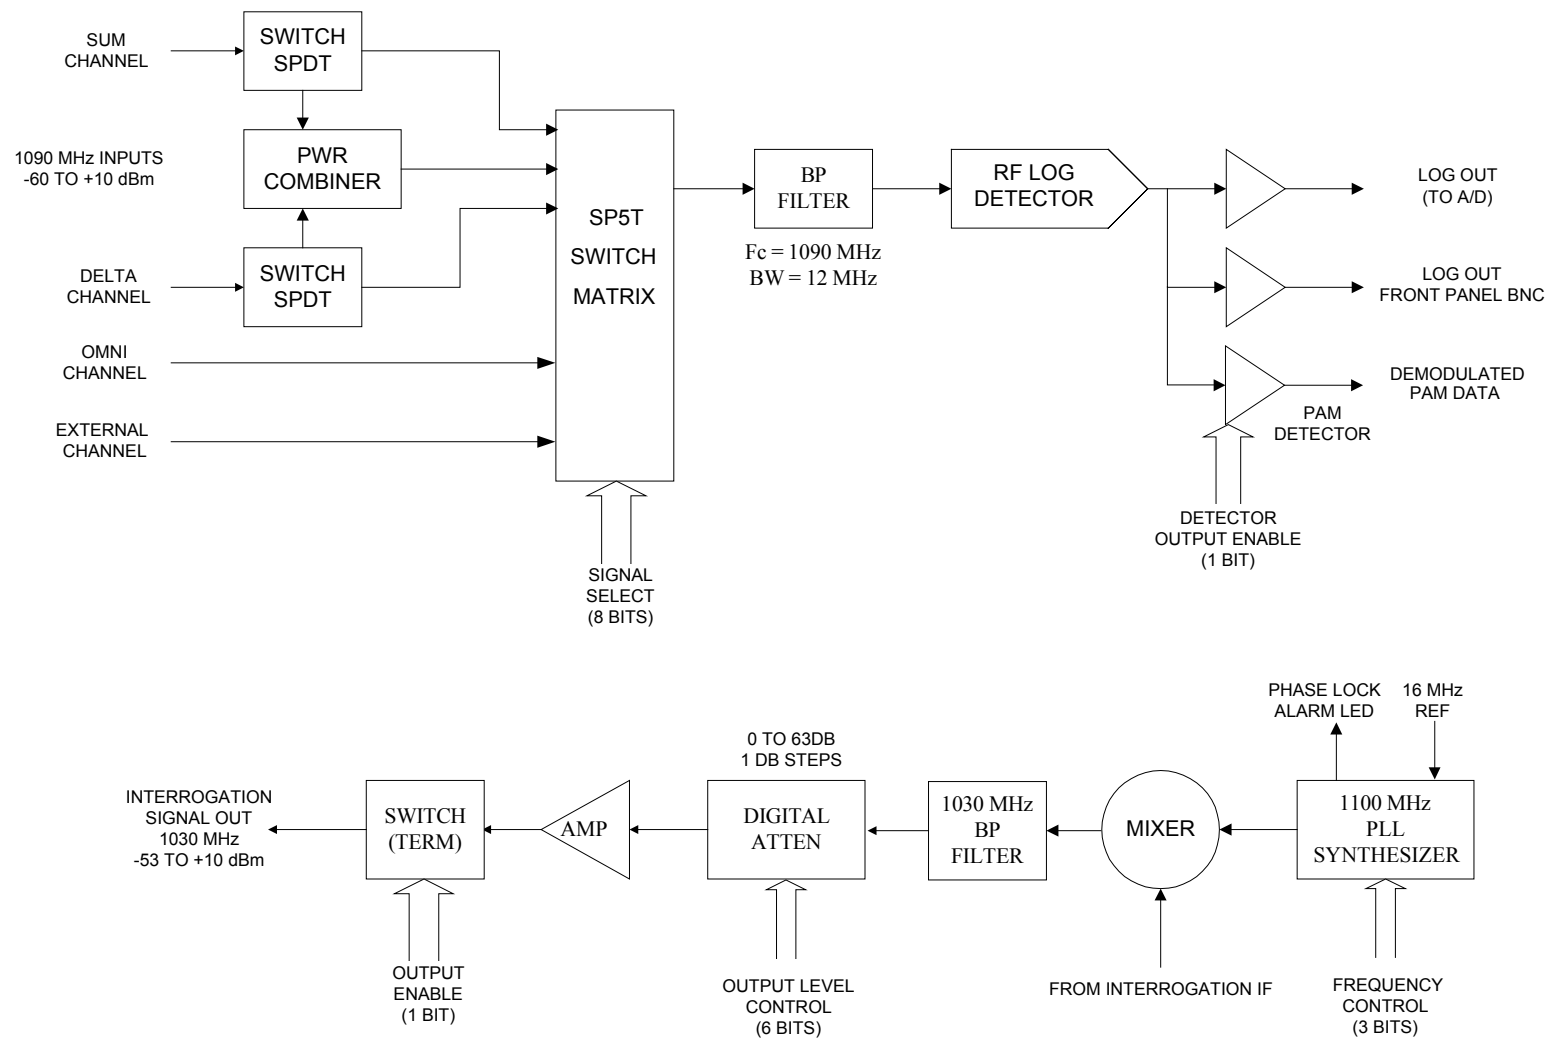 SUM
CHANNEL
SWITCH
SPDT
1090 MHz INPUTS
-60 TO +10 dBm
PWR
COMBINER
DELTA
CHANNEL
SWITCH
SPDT
OMNI
CHANNEL
EXTERNAL
CHANNEL
SP5T
SWITCH
MATRIX
SIGNAL
SELECT
(8 BITS)
BP
FILTER
Fc = 1090 MHz
BW = 12 MHz
RF LOG
DETECTOR
LOG OUT
(TO A/D)
LOG OUT
FRONT PANEL BNC
DEMODULATED
PAM DATA
PAM
DETECTOR
DETECTOR
OUTPUT ENABLE
(1 BIT)
INTERROGATION
SIGNAL OUT
1030 MHz
-53 TO +10 dBm
SWITCH
(TERM)
OUTPUT
ENABLE
(1 BIT)
AMP
0 TO 63DB
1 DB STEPS
DIGITAL
ATTEN
OUTPUT LEVEL
CONTROL
(6 BITS)
1030 MHz
BP
FILTER
MIXER
FROM INTERROGATION IF
PHASE LOCK
ALARM LED
16 MHz
REF
1100 MHz
PLL
SYNTHESIZER
FREQUENCY
CONTROL
(3 BITS)